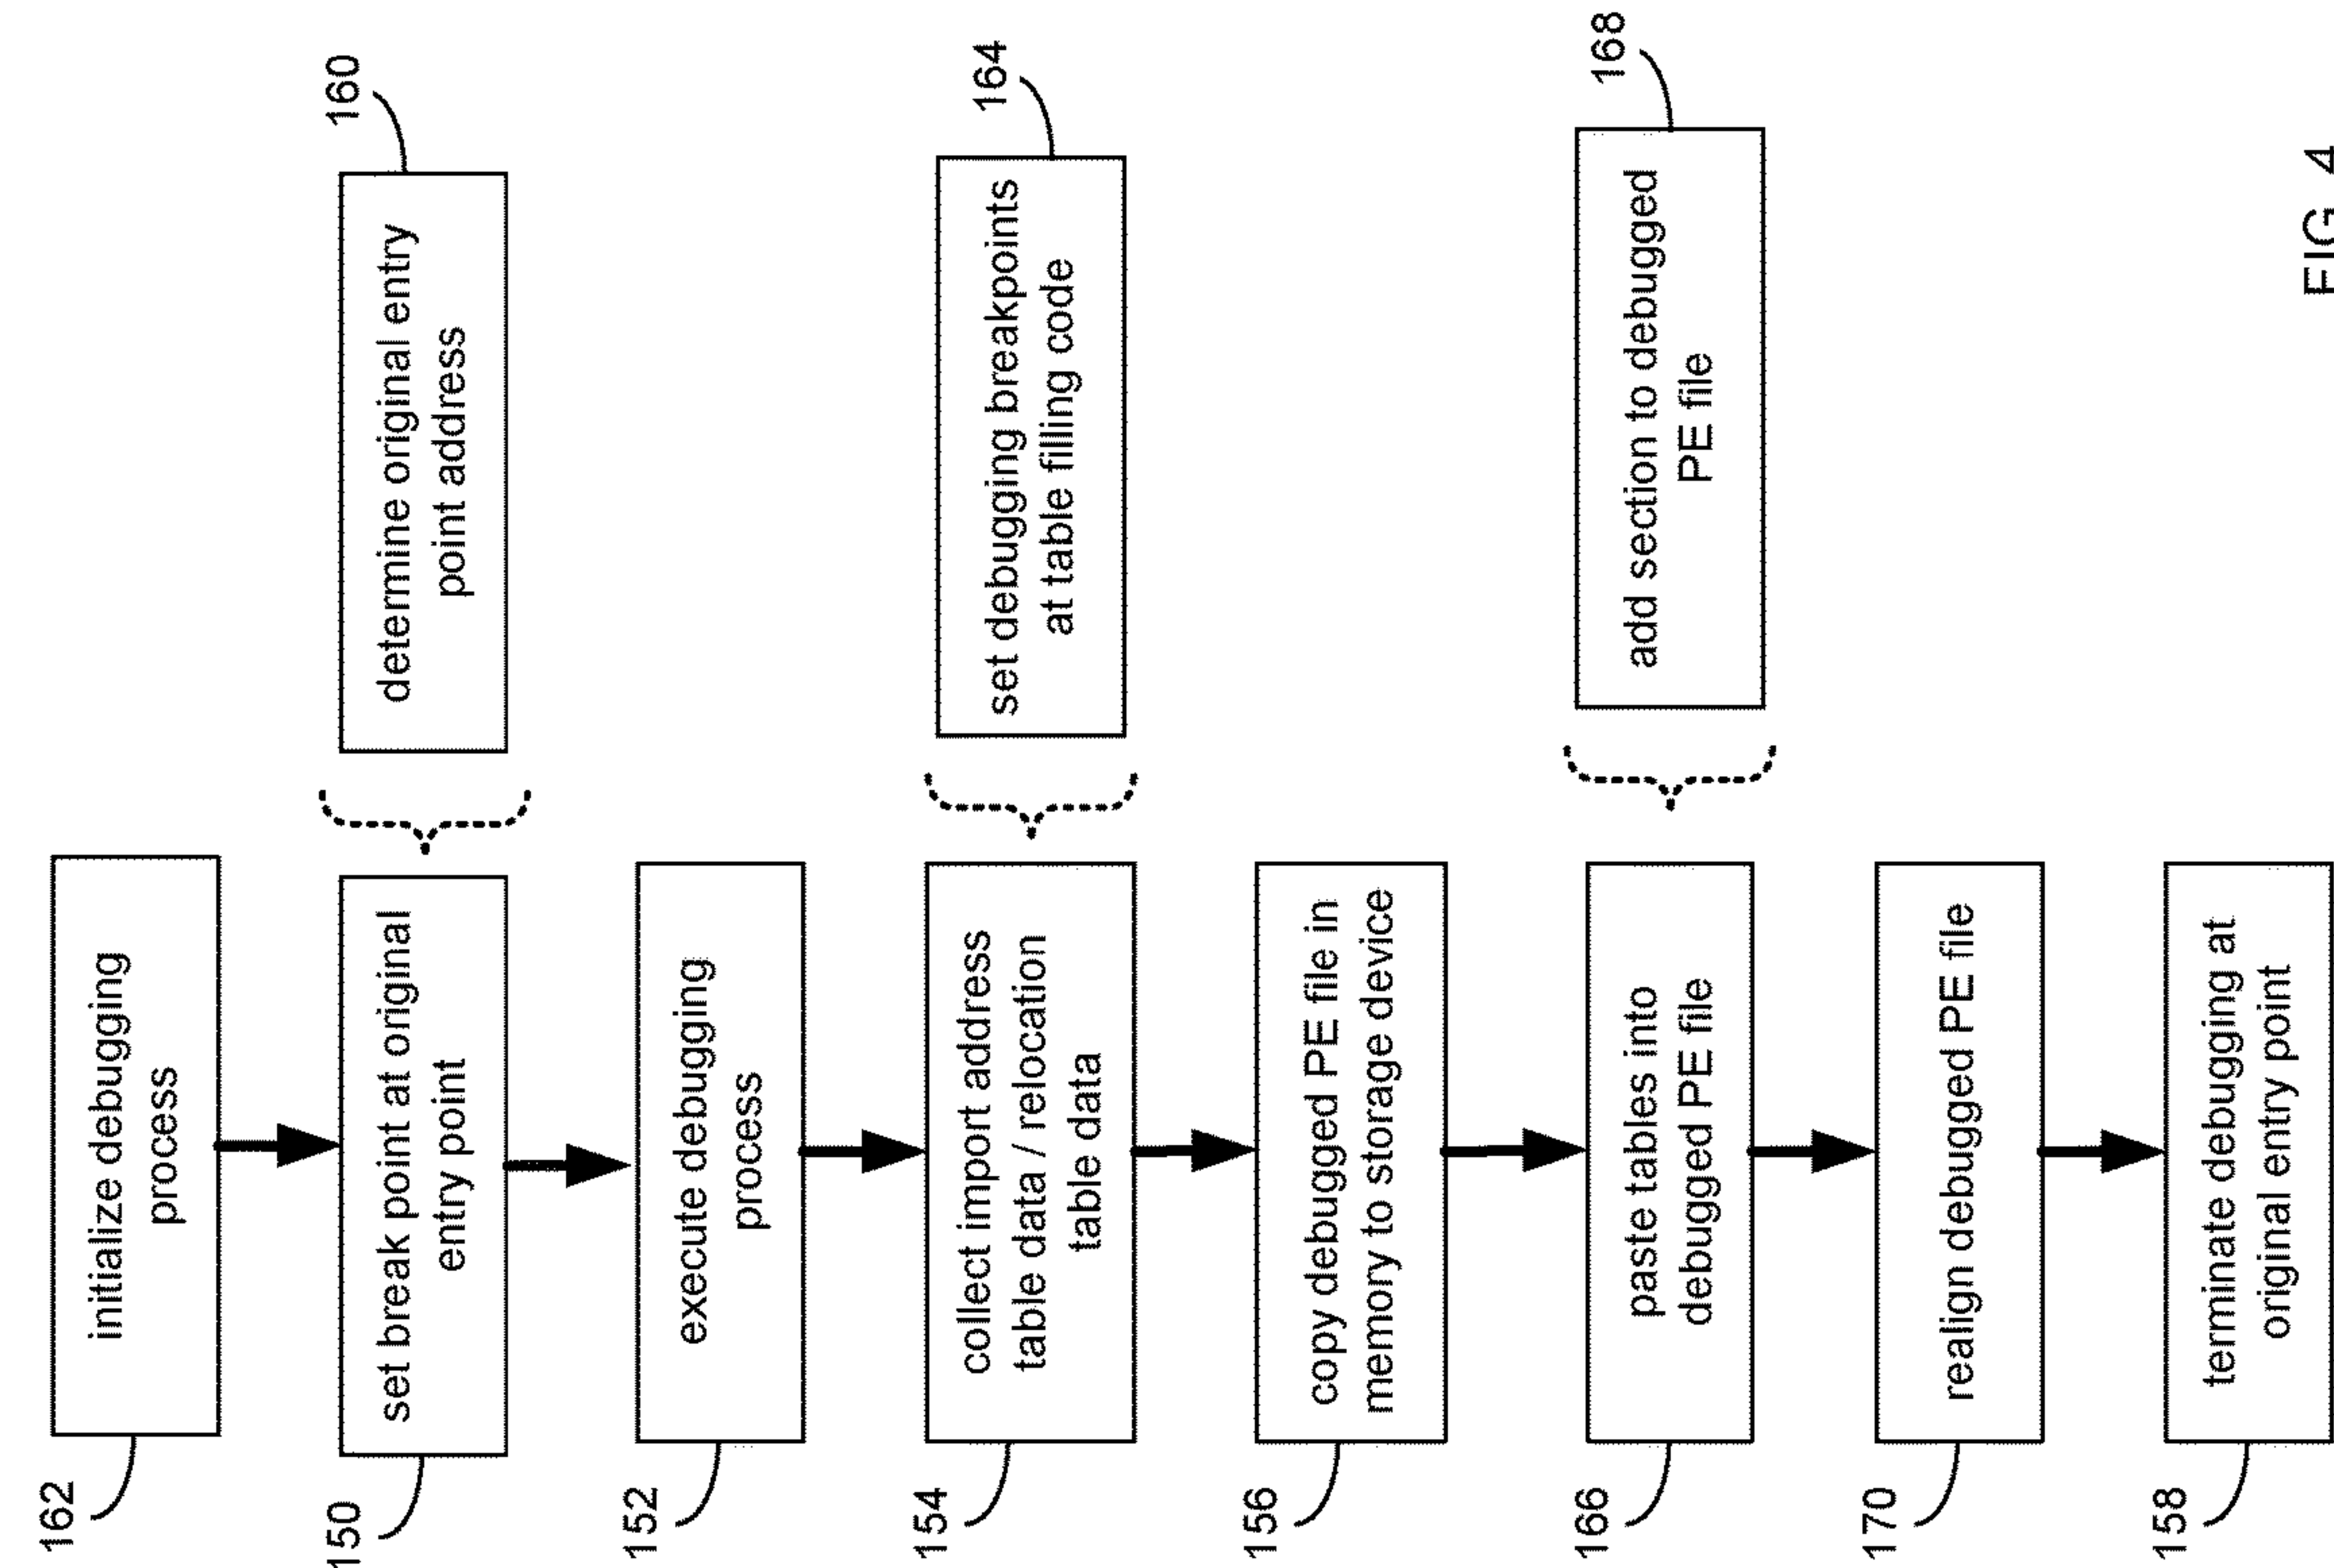 162
initialize debugging
process
150
set break point at original
entry point
determine original entry
point address
160
152
execute debugging
process
154
collect import address
table data / relocation
table data
set debugging breakpoints
at table filling code
164
156
copy debugged PE file in
memory to storage device
166
paste tables into
debugged PE file
add section to debugged
PE file
168
170
realign debugged PE file
158
terminate debugging at
original entry point
FIG. 4